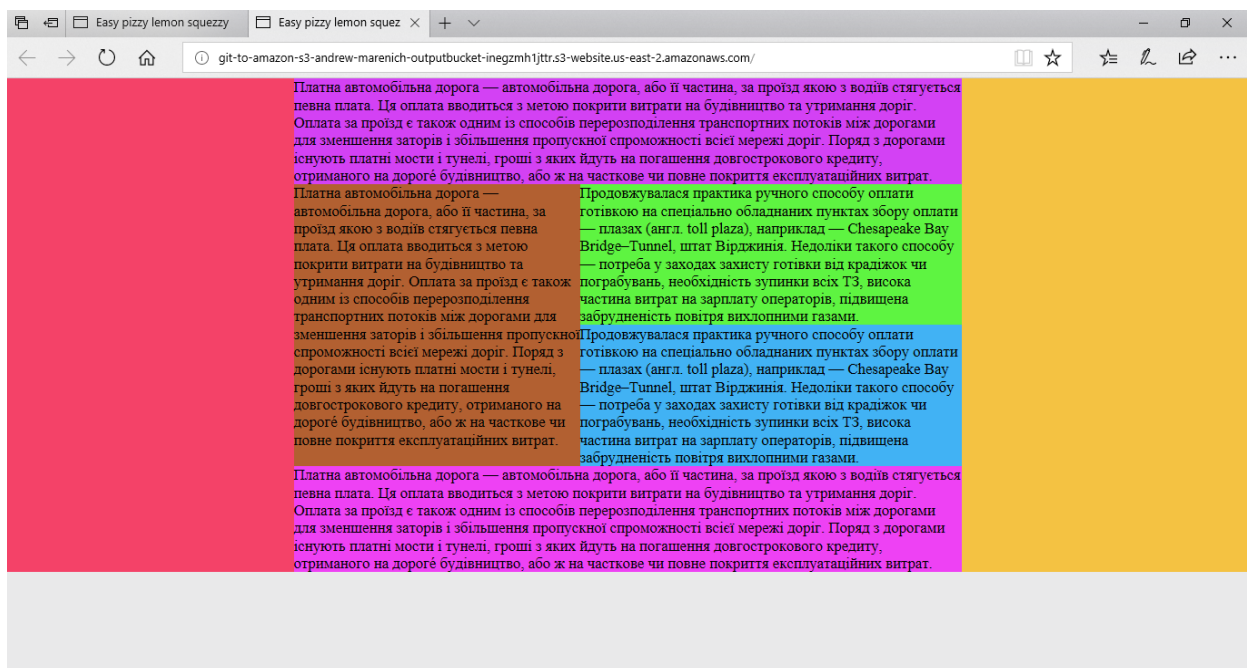 Easy pizzy lemon squezzy
Easy pizzy lemon squez
git-to-amazon-s3-andrew-marenich-outputbucket-inegzmh1jttr.s3-website.us-east-2.amazonaws.com/
Платна автомобільна дорога — автомобільна дорога, або її частина, за проїзд якою з водіїв стягується
певна плата. Ця оплата вводиться з метою покрити витрати на будівництво та утримання доріг.
Оплата за проїзд є також одним із способів перерозподілення транспортних потоків між дорогами
для зменшення заторів і збільшення пропускної спроможності всієї мережі доріг. Поряд з дорогами
існують платні мости і тунелі, гроші з яких йдуть на погашення довгострокового кредиту,
отриманого на дорогé будівництво, або ж на часткове чи повне покриття експлуатаційних витрат.
Платна автомобільна дорога —
автомобільна дорога, або її частина, за
проїзд якою з водіїв стягується певна
плата. Ця оплата вводиться з метою
покрити витрати на будівництво та
утримання доріг. Оплата за проїзд є також
одним із способів перерозподілення
транспортних потоків між дорогами для
зменшення заторів і збільшення пропускної
спроможності всієї мережі доріг. Поряд з
дорогами існують платні мости і тунелі,
гроші з яких йдуть на погашення
довгострокового кредиту, отриманого на
дорогé будівництво, або ж на часткове чи
повне покриття експлуатаційних витрат.
Продовжувалася практика ручного способу оплати
готівкою на спеціально обладнаних пунктах збору оплати
— плазах (англ. toll plaza), наприклад — Chesapeake Bay
Bridge–Tunnel, штат Вірджинія. Недоліки такого способу
— потреба у заходах захисту готівки від крадіжок чи
пограбувань, необхідність зупинки всіх ТЗ, висока
частина витрат на зарплату операторів, підвищена
забрудненість повітря вихлопними газами.
Продовжувалася практика ручного способу оплати
готівкою на спеціально обладнаних пунктах збору оплати
— плазах (англ. toll plaza), наприклад — Chesapeake Bay
Bridge–Tunnel, штат Вірджинія. Недоліки такого способу
— потреба у заходах захисту готівки від крадіжок чи
пограбувань, необхідність зупинки всіх ТЗ, висока
частина витрат на зарплату операторів, підвищена
забрудненість повітря вихлопними газами.
Платна автомобільна дорога — автомобільна дорога, або її частина, за проїзд якою з водіїв стягується
певна плата. Ця оплата вводиться з метою покрити витрати на будівництво та утримання доріг.
Оплата за проїзд є також одним із способів перерозподілення транспортних потоків між дорогами
для зменшення заторів і збільшення пропускної спроможності всієї мережі доріг. Поряд з дорогами
існують платні мости і тунелі, гроші з яких йдуть на погашення довгострокового кредиту,
отриманого на дорогé будівництво, або ж на часткове чи повне покриття експлуатаційних витрат.